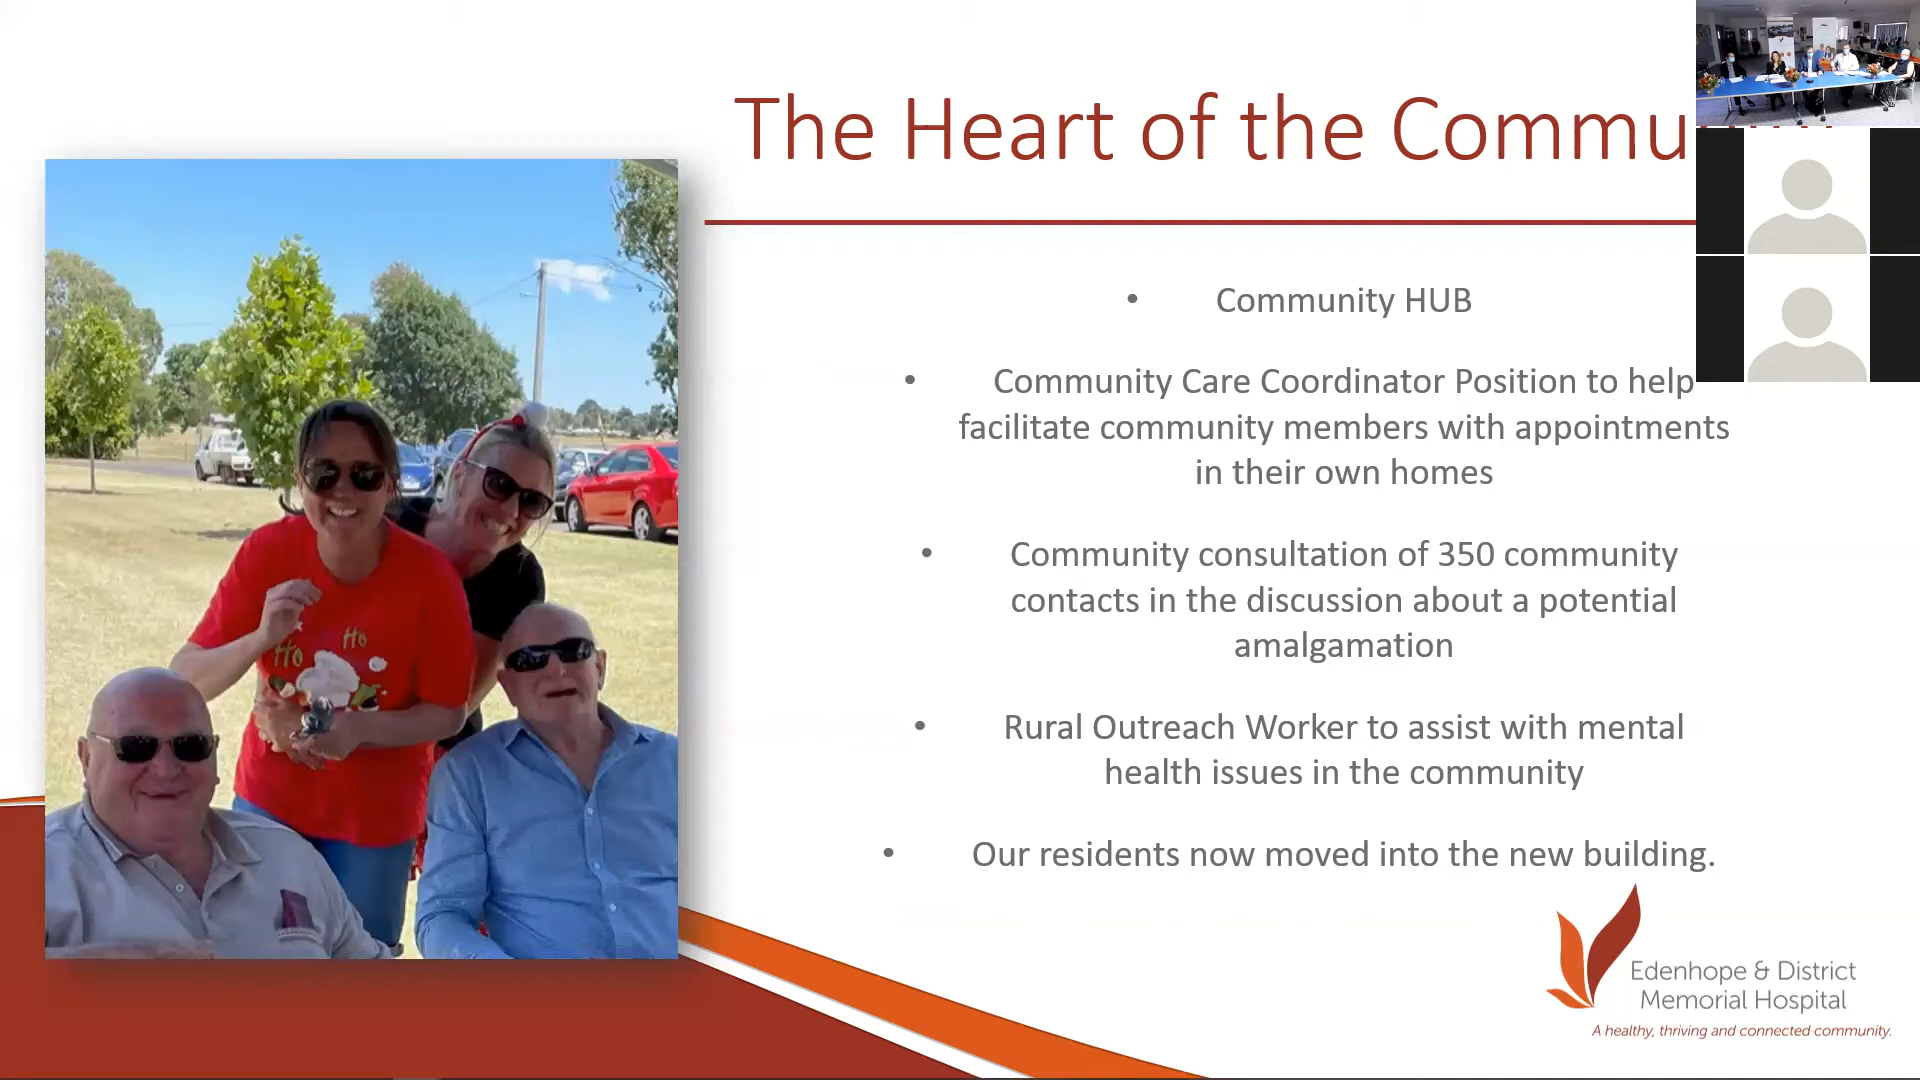 The Heart of the Commu
• Community HUB
• Community Care Coordinator Position to help
facilitate community members with appointments
in their own homes
• Community consultation of 350 community
contacts in the discussion about a potential
amalgamation
• Rural Outreach Worker to assist with mental
health issues in the community
• Our residents now moved into the new building.
Ho
Ho
Edenhope & District
Memorial Hospital
A healthy, thriving and connected community.